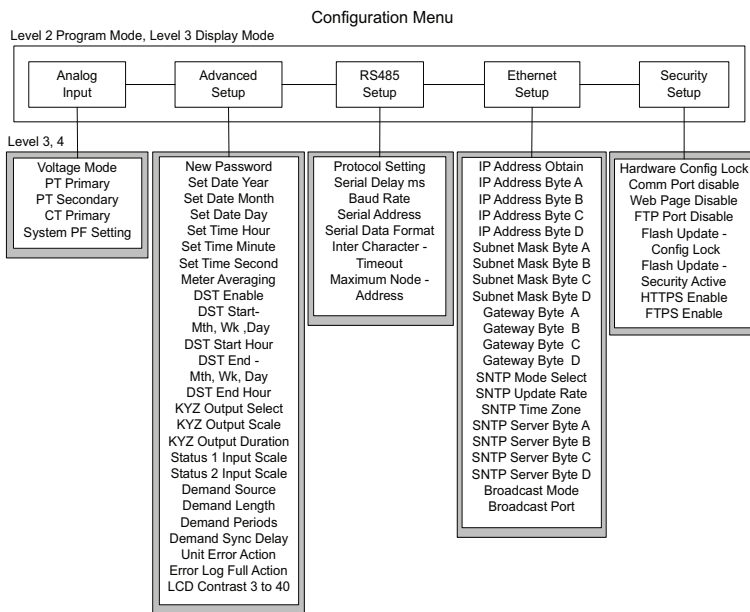 Configuration Menu
Level 2 Program Mode, Level 3 Display Mode
Analog
Input
Advanced
Setup
RS485
Setup
Ethernet
Setup
Security
Setup
Level 3, 4
Voltage Mode
PT Primary
PT Secondary
CT Primary
System PF Setting
New Password
Set Date Year
Set Date Month
Set Date Day
Set Time Hour
Set Time Minute
Set Time Second
Meter Averaging
DST Enable
DST Start-
Mth, Wk ,Day
DST Start Hour
DST End -
Mth, Wk, Day
DST End Hour
KYZ Output Select
KYZ Output Scale
KYZ Output Duration
Status 1 Input Scale
Status 2 Input Scale
Demand Source
Demand Length
Demand Periods
Demand Sync Delay
Unit Error Action
Error Log Full Action
LCD Contrast 3 to 40
Protocol Setting
Serial Delay ms
Baud Rate
Serial Address
Serial Data Format
Inter Character -
Timeout
Maximum Node -
Address
IP Address Obtain
IP Address Byte A
IP Address Byte B
IP Address Byte C
IP Address Byte D
Subnet Mask Byte A
Subnet Mask Byte B
Subnet Mask Byte C
Subnet Mask Byte D
Gateway Byte A
Gateway Byte B
Gateway Byte C
Gateway Byte D
SNTP Mode Select
SNTP Update Rate
SNTP Time Zone
SNTP Server Byte A
SNTP Server Byte B
SNTP Server Byte C
SNTP Server Byte D
Broadcast Mode
Broadcast Port
Hardware Config Lock
Comm Port disable
Web Page Disable
FTP Port Disable
Flash Update -
Config Lock
Flash Update -
Security Active
HTTPS Enable
FTPS Enable